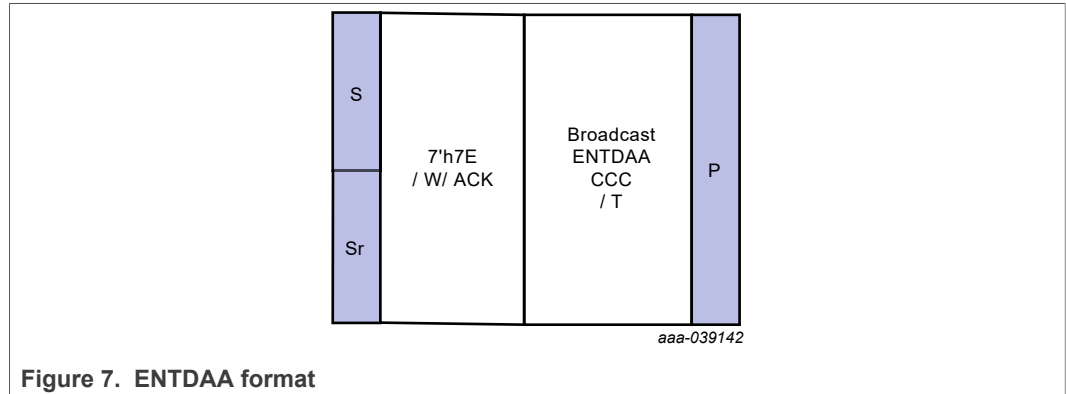 S
Sr
7'h7E
/ W/ ACK
Broadcast
ENTDAA
CCC
/ T
P
aaa-039142
Figure 7. ENTDAA format